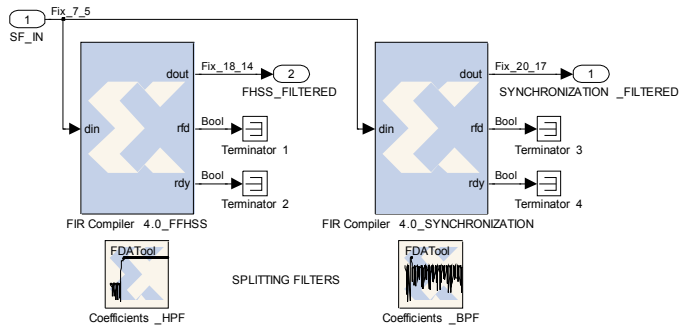 1
SF_IN
Fix_7_5
din
dout
rfd
rdy
Fix_18_14
Bool
Bool
2
FHSS_FILTERED
Terminator 1
Terminator 2
FIR Compiler 4.0_FFHSS
din
dout
rfd
rdy
Fix_20_17
Bool
Bool
1
SYNCHRONIZATION _FILTERED
Terminator 3
Terminator 4
FIR Compiler 4.0_SYNCHRONIZATION
FDATool
Coefficients _HPF
SPLITTING FILTERS
FDATool
Coefficients _BPF